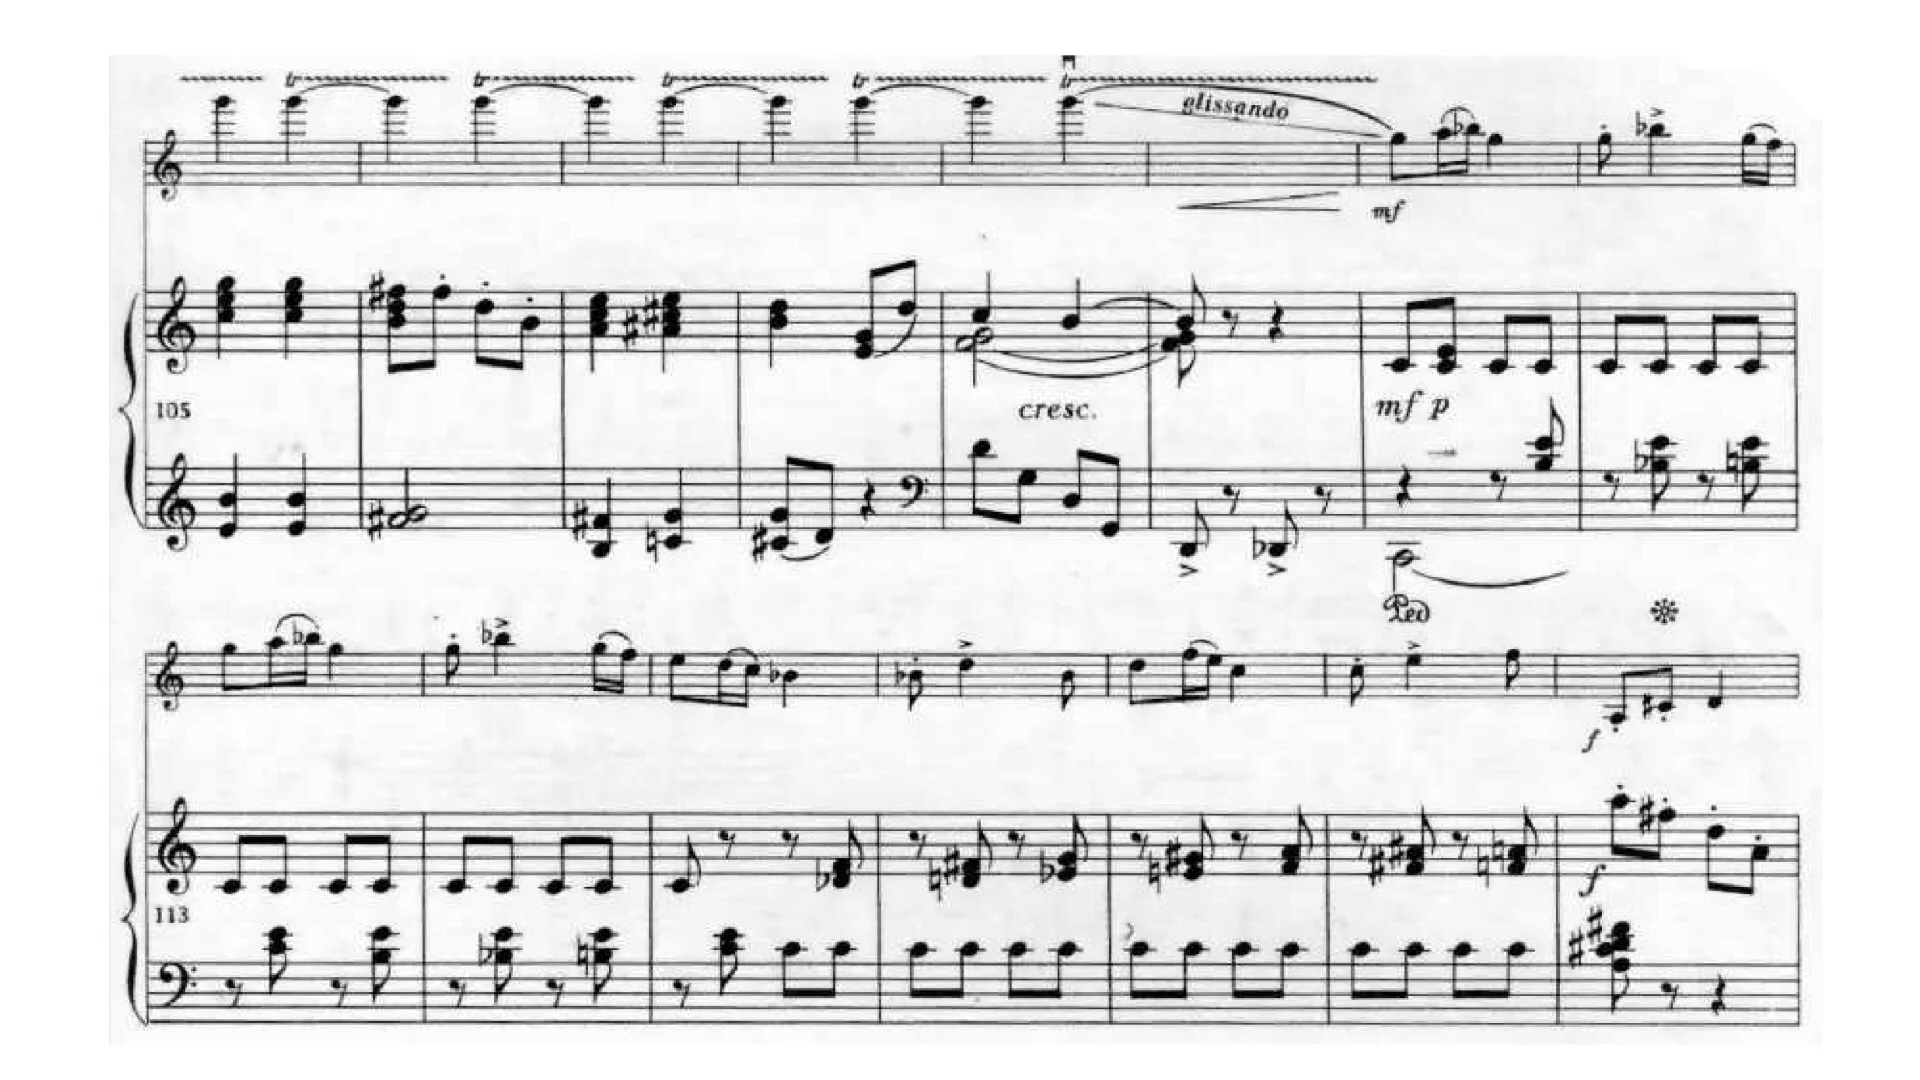 tr tr tr tr tr
glissando
mf
105
cresc.
mf p
Ped
113
f
f